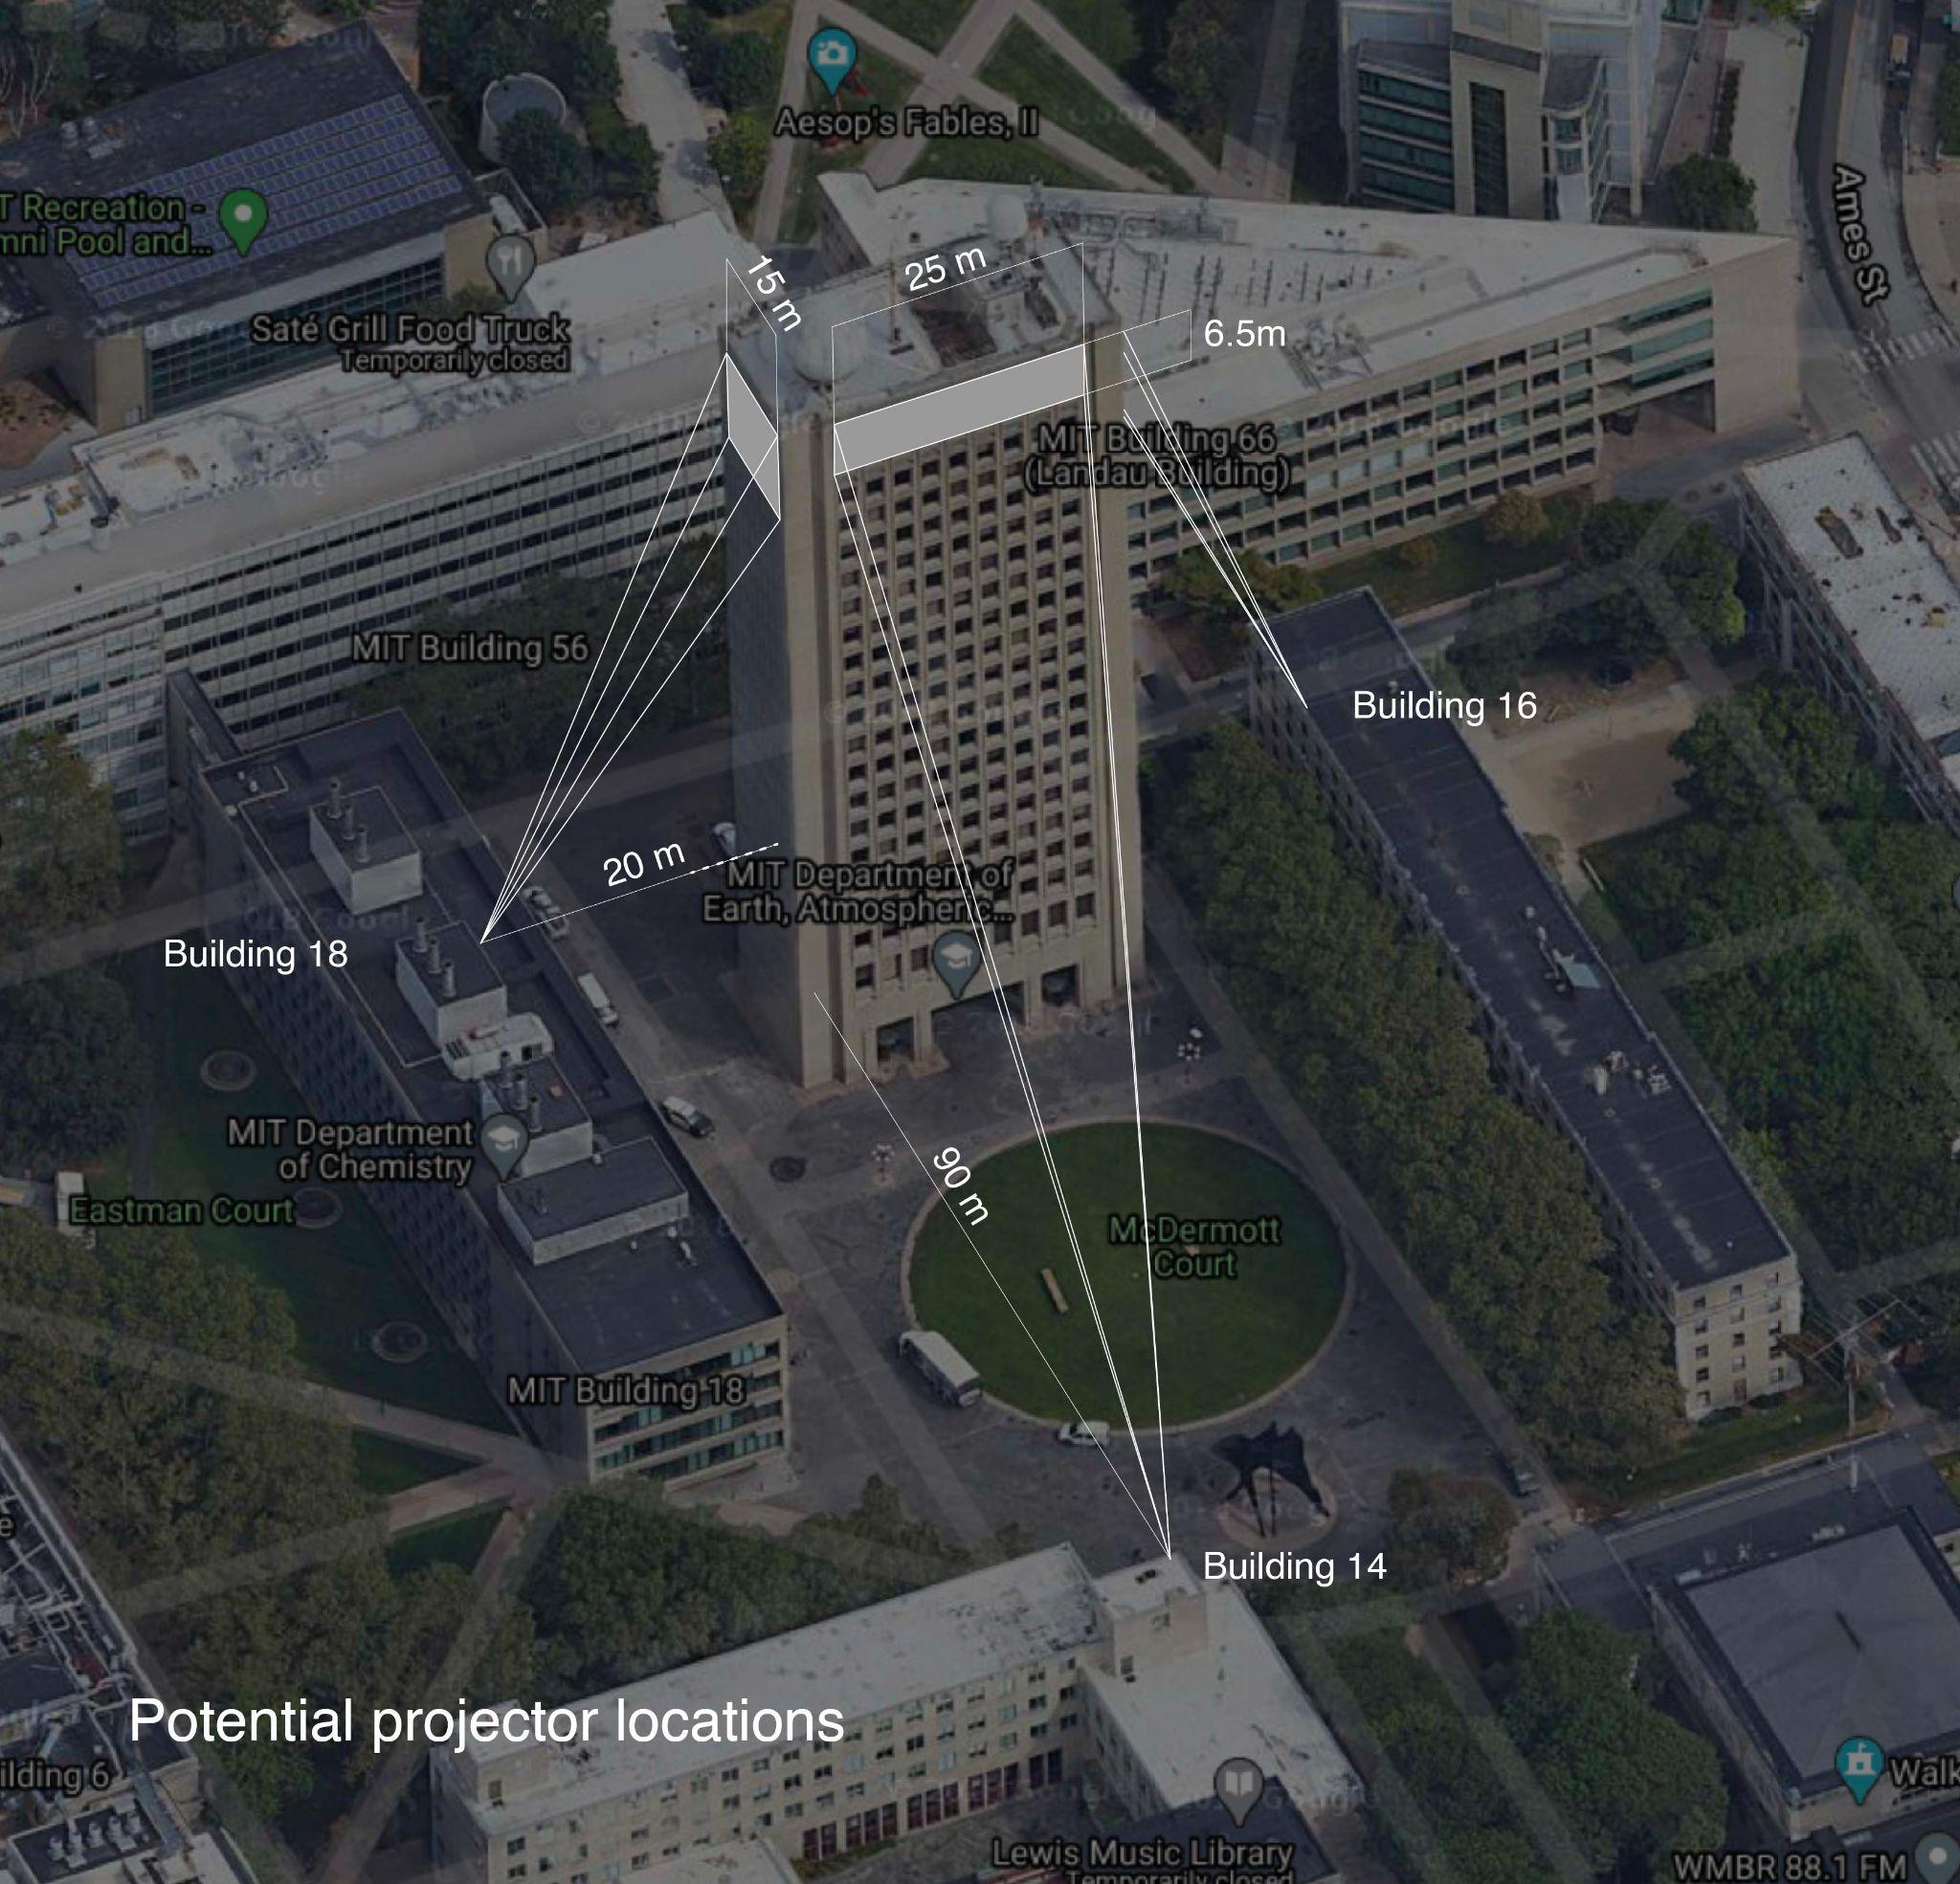 Aesop's Fables, II
Ames St
T Recreation -
mni Pool and...
15 m
25 m
6.5m
Saté Grill Food Truck
Temporarily closed
MIT Building 66
(Landau Building)
MIT Building 56
Building 16
20 m
MIT Department of
Earth, Atmospheric...
Building 18
MIT Department
of Chemistry
90 m
Eastman Court
McDermott
Court
MIT Building 18
Building 14
Potential projector locations
ilding 6
Walk
Lewis Music Library
Temporarily closed
WMBR 88.1 FM